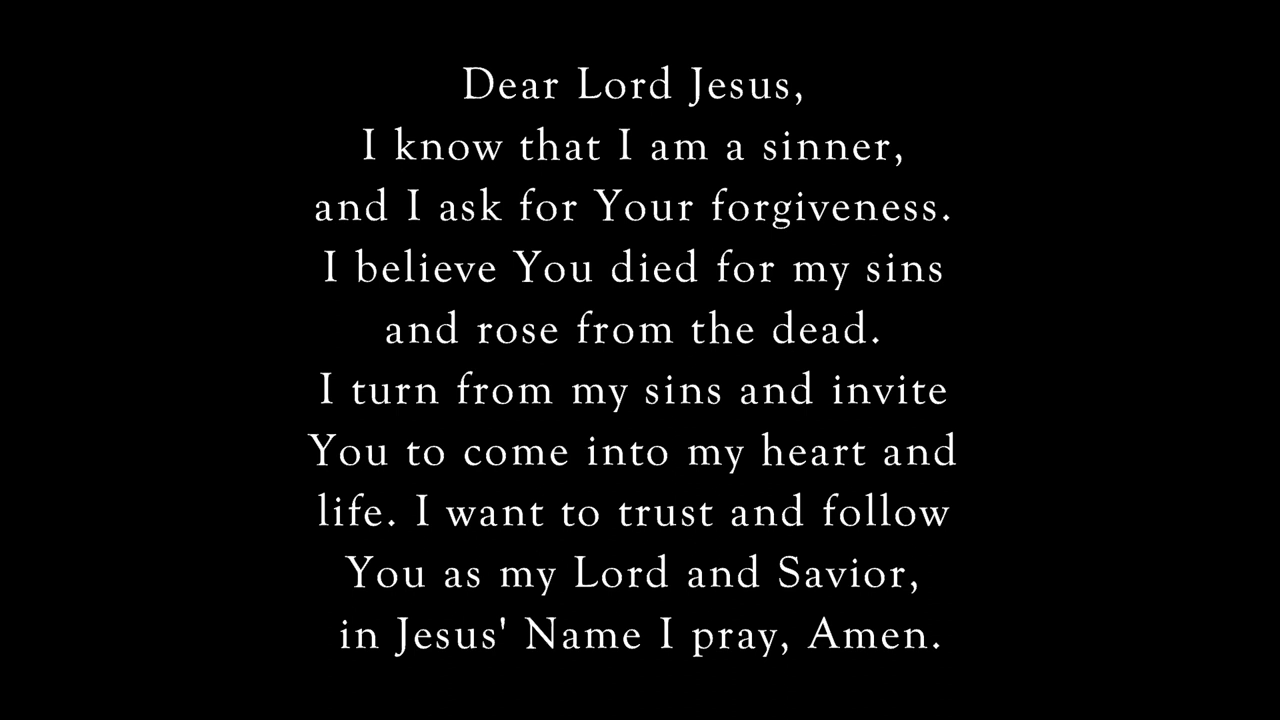 Dear Lord Jesus,
I know that I am a sinner,
and I ask for Your forgiveness.
I believe You died for my sins
and rose from the dead.
I turn from my sins and invite
You to come into my heart and
life. I want to trust and follow
You as my Lord and Savior,
in Jesus' Name I pray, Amen.